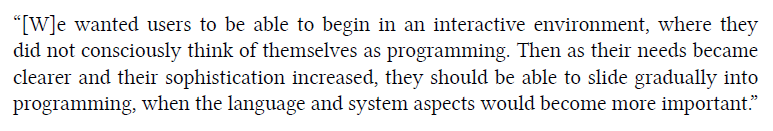 “[W]e wanted users to be able to begin in an interactive environment, where they
did not consciously think of themselves as programming. Then as their needs became
clearer and their sophistication increased, they should be able to slide gradually into
programming, when the language and system aspects would become more important.”